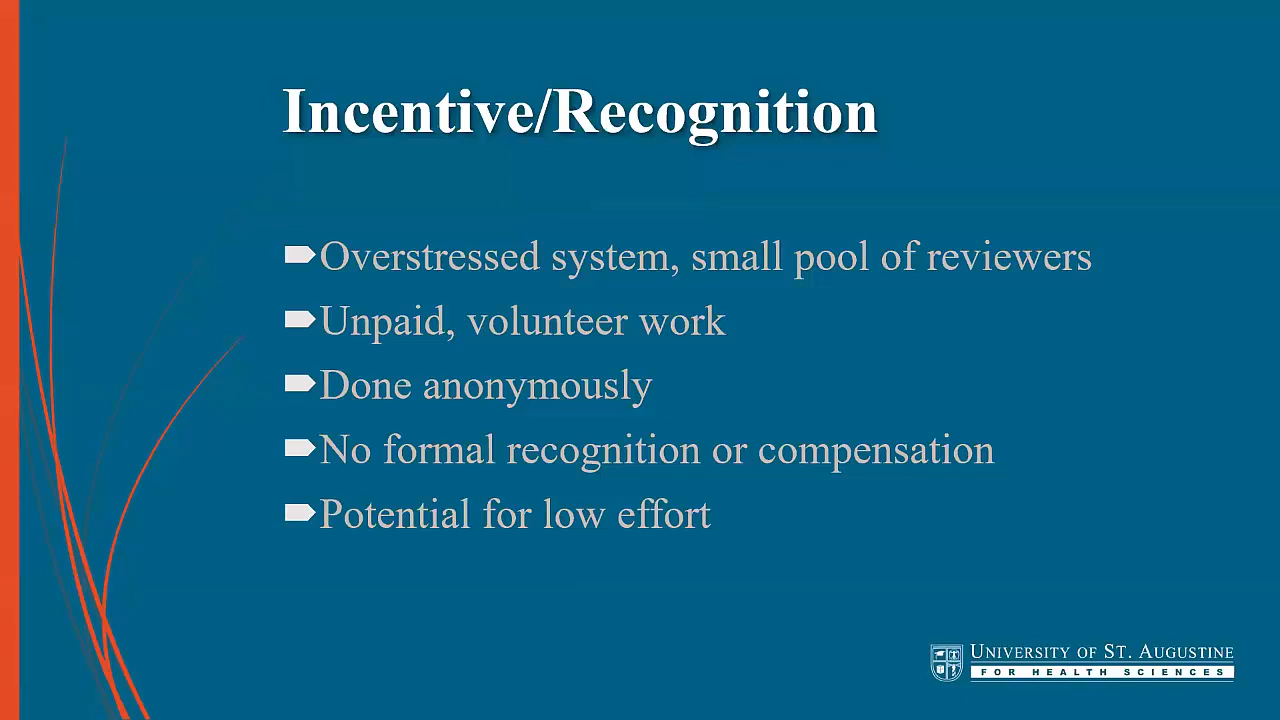 Incentive/Recognition
Overstressed system, small pool of reviewers
Unpaid, volunteer work
Done anonymously
No formal recognition or compensation
Potential for low effort
UNIVERSITY OF ST. AUGUSTINE
FOR HEALTH SCIENCES